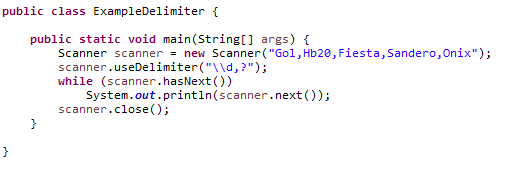 public class ExampleDelimiter {
public static void main(String[] args) {
Scanner scanner = new Scanner("Gol,Hb20,Fiesta,Sandero,Onix");
scanner.useDelimiter("\\d,?");
while (scanner.hasNext())
System.out.println(scanner.next());
scanner.close();
}
}